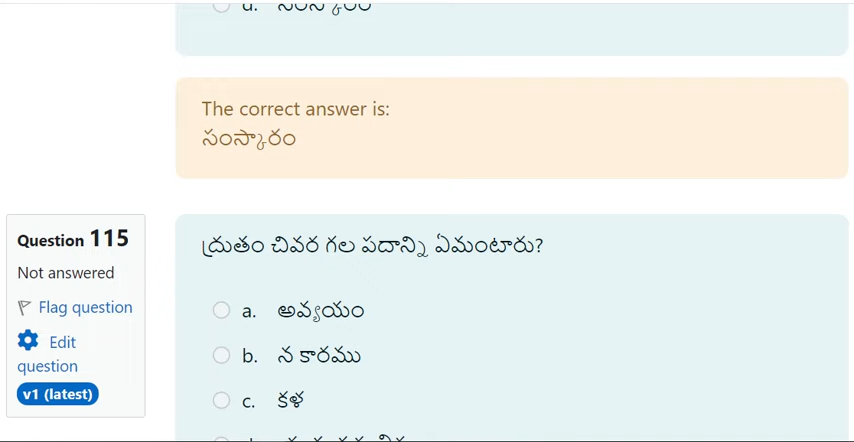 d. సంస్కారం
The correct answer is:
సంస్కారం
Question 115
Not answered
Flag question
Edit
question
v1 (latest)
ద్రుతం చివర గల పదాన్ని ఏమంటారు?
a. అవ్యయం
b. న కారము
c. కళ